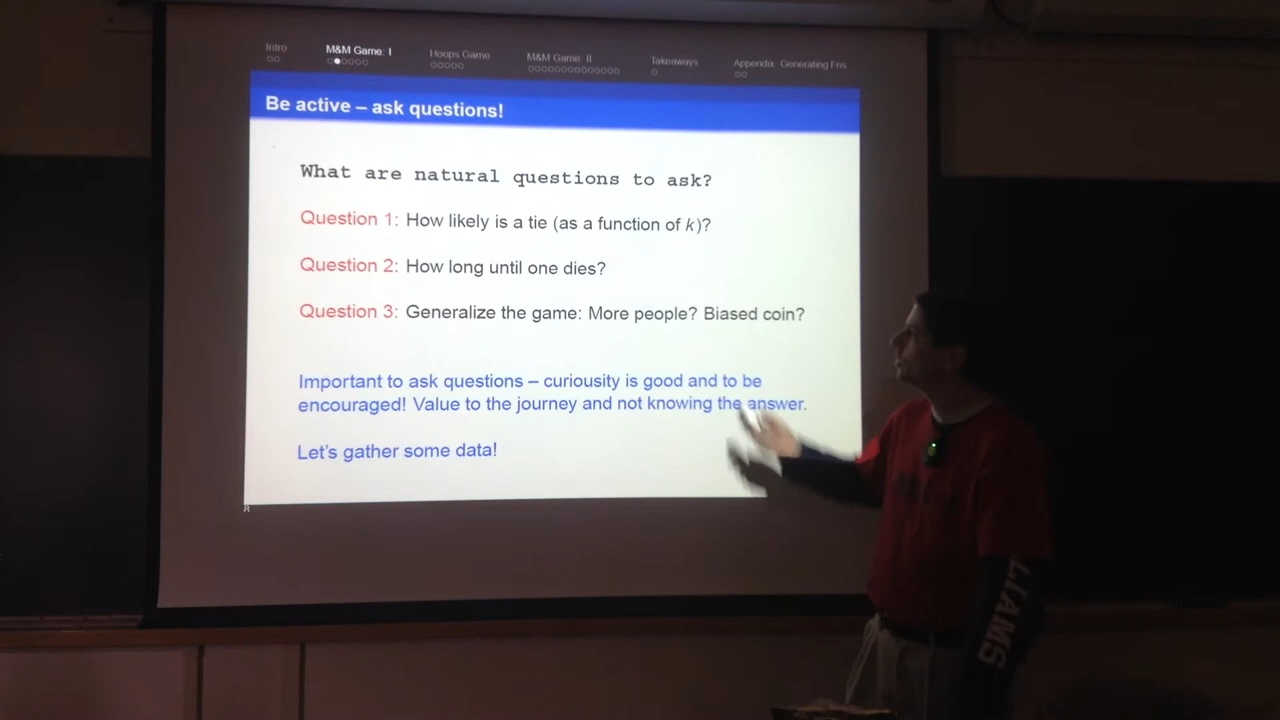 Intro
M&M Game: I
Hoops Game
M&M Game: II
Takeaways
Appendix: Generating Fns
Be active – ask questions!
What are natural questions to ask?
Question 1: How likely is a tie (as a function of k)?
Question 2: How long until one dies?
Question 3: Generalize the game: More people? Biased coin?
Important to ask questions – curiousity is good and to be
encouraged! Value to the journey and not knowing the answer.
Let's gather some data!
LIAMS